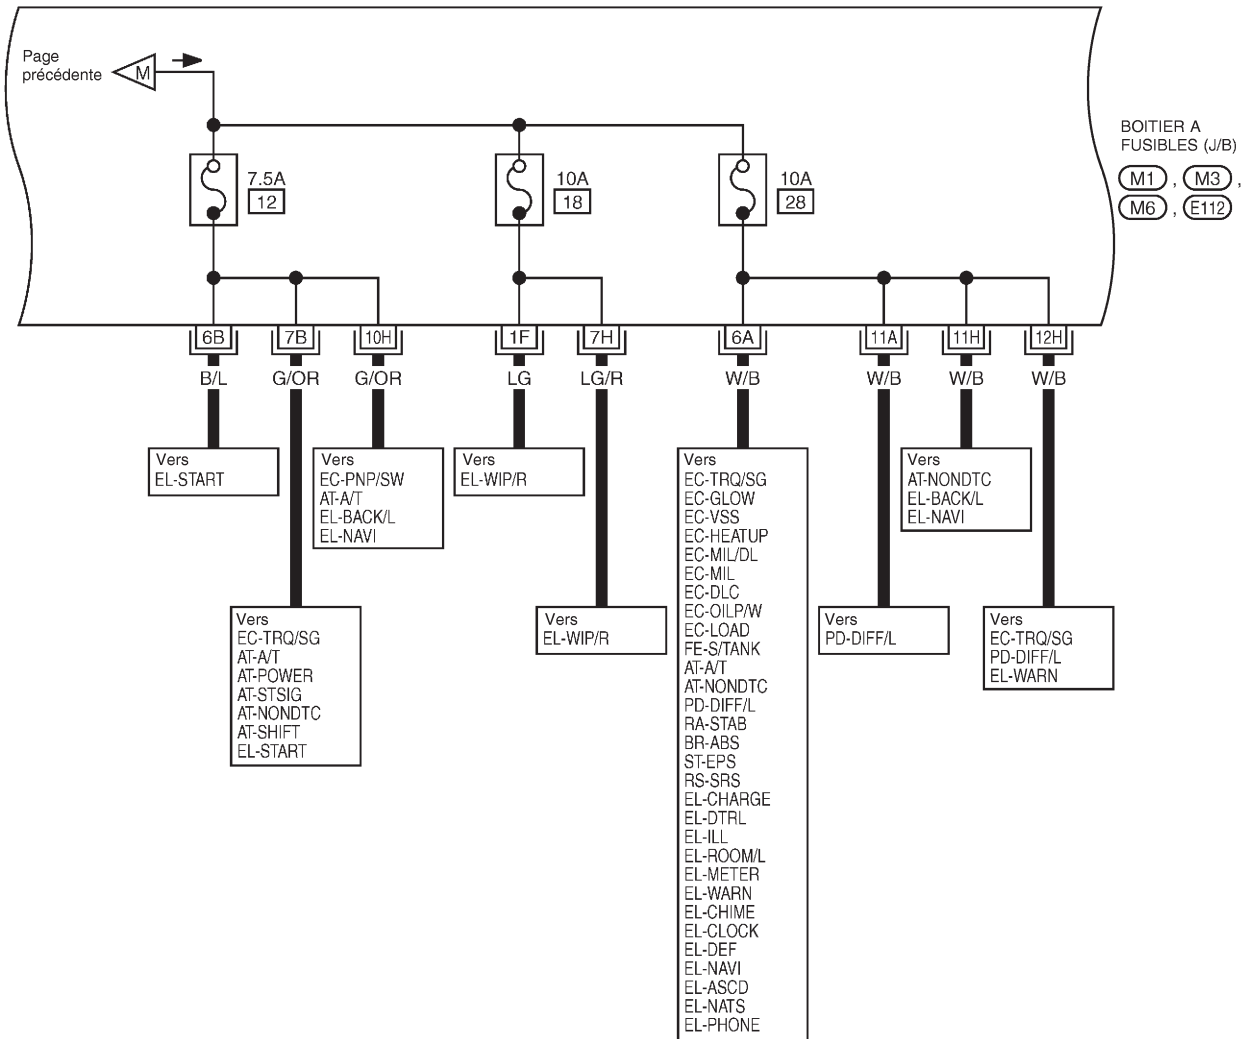 Page
précédente
M
BOITIER A
FUSIBLES (J/B)
M1 , M3 ,
M6 , E112
7.5A
12
10A
18
10A
28
6B
7B
10H
1F
7H
6A
11A
11H
12H
B/L
G/OR
G/OR
LG
LG/R
W/B
W/B
W/B
W/B
Vers
EL-START
Vers
EC-PNP/SW
AT-A/T
EL-BACK/L
EL-NAVI
Vers
EL-WIP/R
Vers
EC-TRQ/SG
EC-GLOW
EC-VSS
EC-HEATUP
EC-MIL/DL
EC-MIL
EC-DLC
EC-OILP/W
EC-LOAD
FE-S/TANK
AT-A/T
AT-NONDTC
PD-DIFF/L
RA-STAB
BR-ABS
ST-EPS
RS-SRS
EL-CHARGE
EL-DTRL
EL-ILL
EL-ROOM/L
EL-METER
EL-WARN
EL-CHIME
EL-CLOCK
EL-DEF
EL-NAVI
EL-ASCD
EL-NATS
EL-PHONE
Vers
AT-NONDTC
EL-BACK/L
EL-NAVI
Vers
EC-TRQ/SG
AT-A/T
AT-POWER
AT-STSIG
AT-NONDTC
AT-SHIFT
EL-START
Vers
EL-WIP/R
Vers
PD-DIFF/L
Vers
EC-TRQ/SG
PD-DIFF/L
EL-WARN